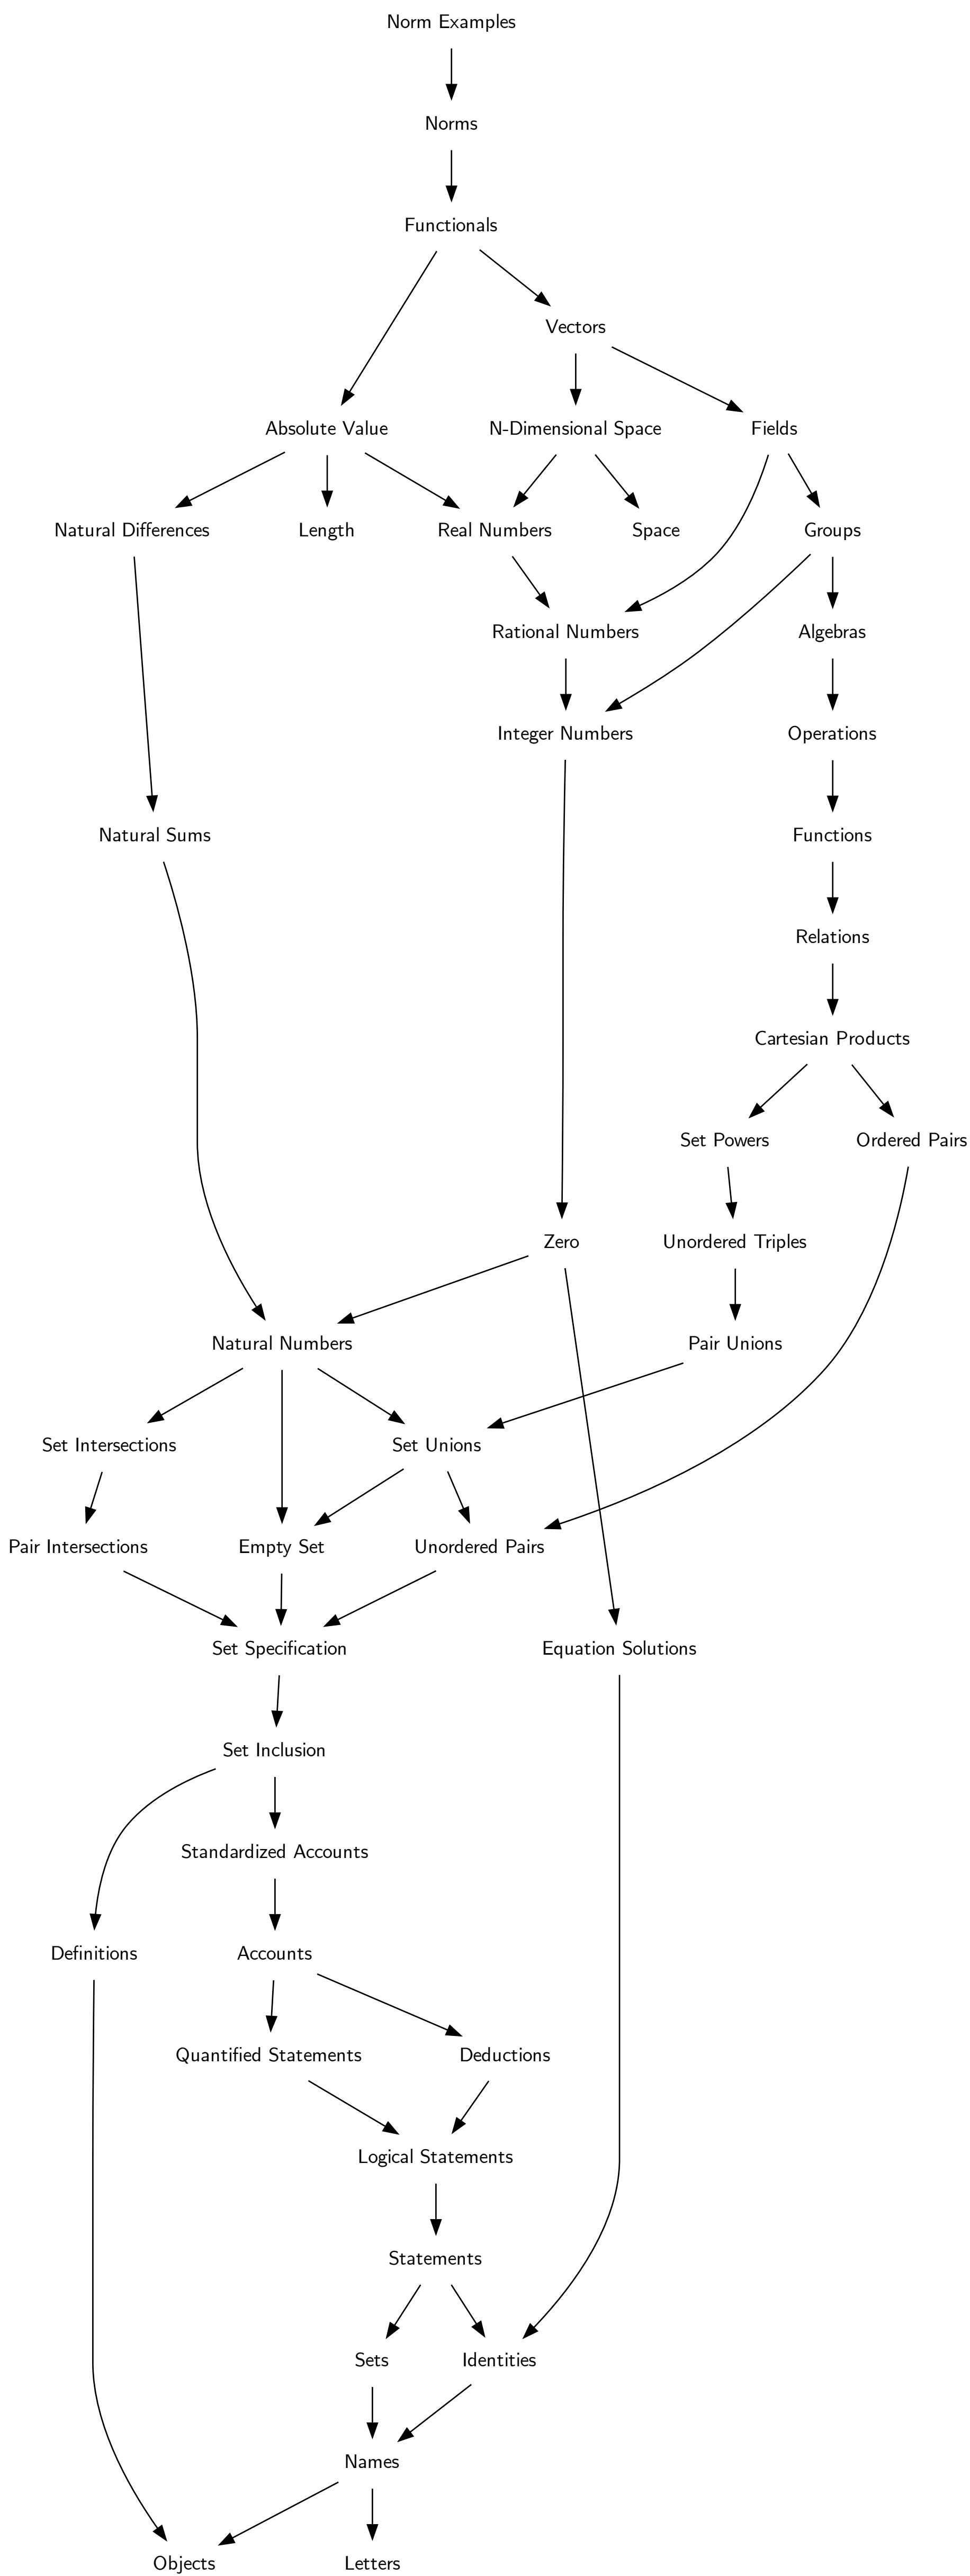 Norm Examples
Norms
Functionals
Vectors
Absolute Value
N-Dimensional Space
Fields
Natural Differences
Length
Real Numbers
Space
Groups
Rational Numbers
Algebras
Integer Numbers
Operations
Natural Sums
Functions
Relations
Cartesian Products
Set Powers
Ordered Pairs
Zero
Unordered Triples
Natural Numbers
Pair Unions
Set Intersections
Set Unions
Pair Intersections
Empty Set
Unordered Pairs
Set Specification
Equation Solutions
Set Inclusion
Standardized Accounts
Definitions
Accounts
Quantified Statements
Deductions
Logical Statements
Statements
Sets
Identities
Names
Objects
Letters